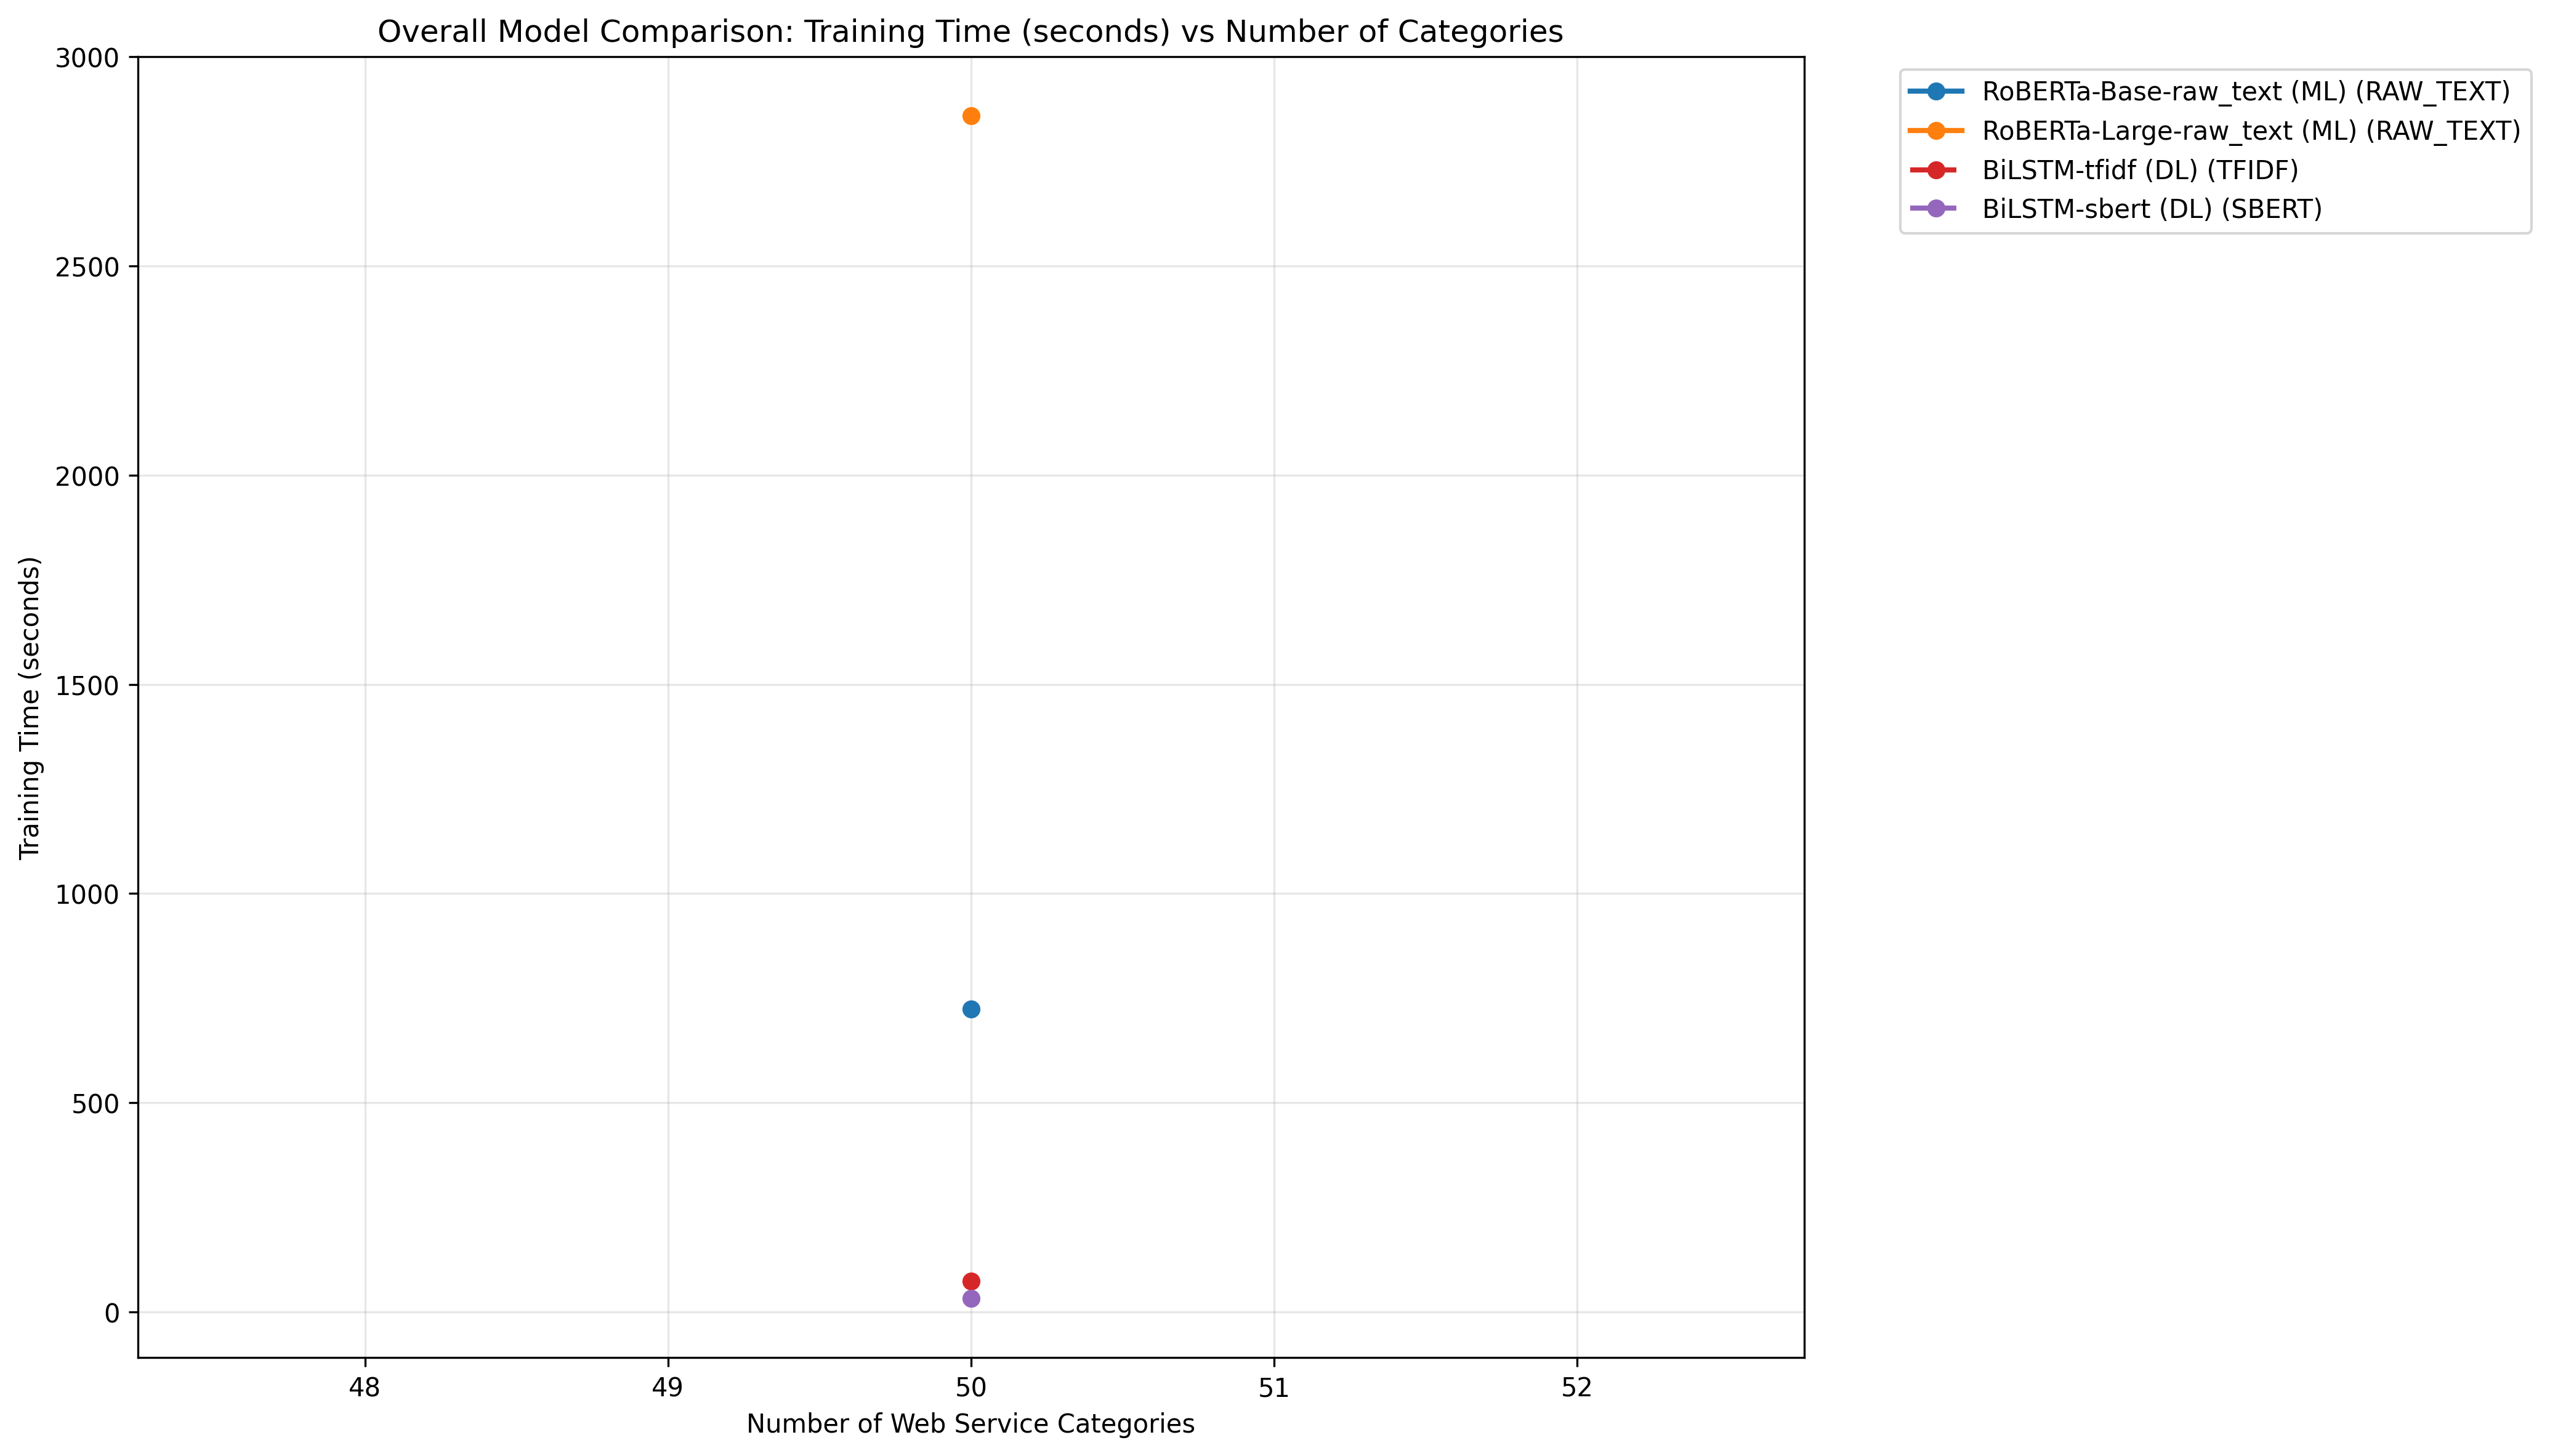 Overall Model Comparison: Training Time (seconds) vs Number of Categories
3000
2500
2000
1500
1000
500
0
Training Time (seconds)
48
49
50
51
52
Number of Web Service Categories
RoBERTa-Base-raw_text (ML) (RAW_TEXT)
RoBERTa-Large-raw_text (ML) (RAW_TEXT)
BiLSTM-tfidf (DL) (TFIDF)
BiLSTM-sbert (DL) (SBERT)